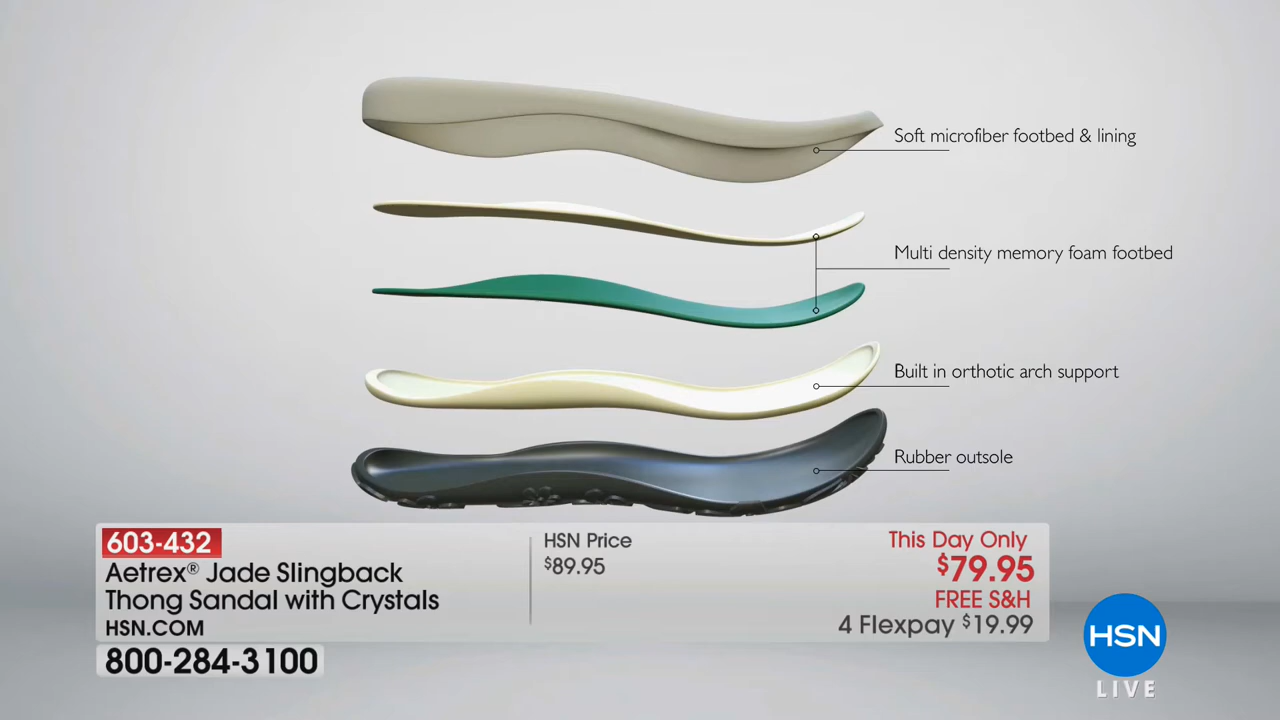 Soft microfiber footbed & lining
Multi density memory foam footbed
Built in orthotic arch support
Rubber outsole
603-432
Aetrex® Jade Slingback
Thong Sandal with Crystals
HSN.COM
800-284-3100
HSN Price
$89.95
This Day Only
$79.95
FREE S&H
4 Flexpay $19.99
HSN
LIVE